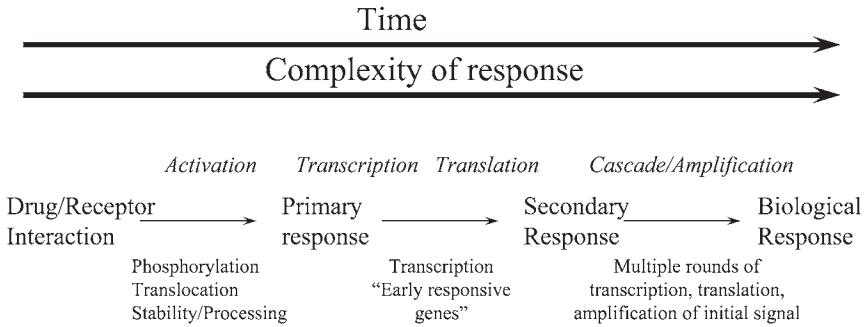 Time
Complexity of response
Activation
Transcription
Translation
Cascade/Amplification
Drug/Receptor
Interaction
Primary
response
Secondary
Response
Biological
Response
Phosphorylation
Translocation
Stability/Processing
Transcription
“Early responsive
genes”
Multiple rounds of
transcription, translation,
amplification of initial signal